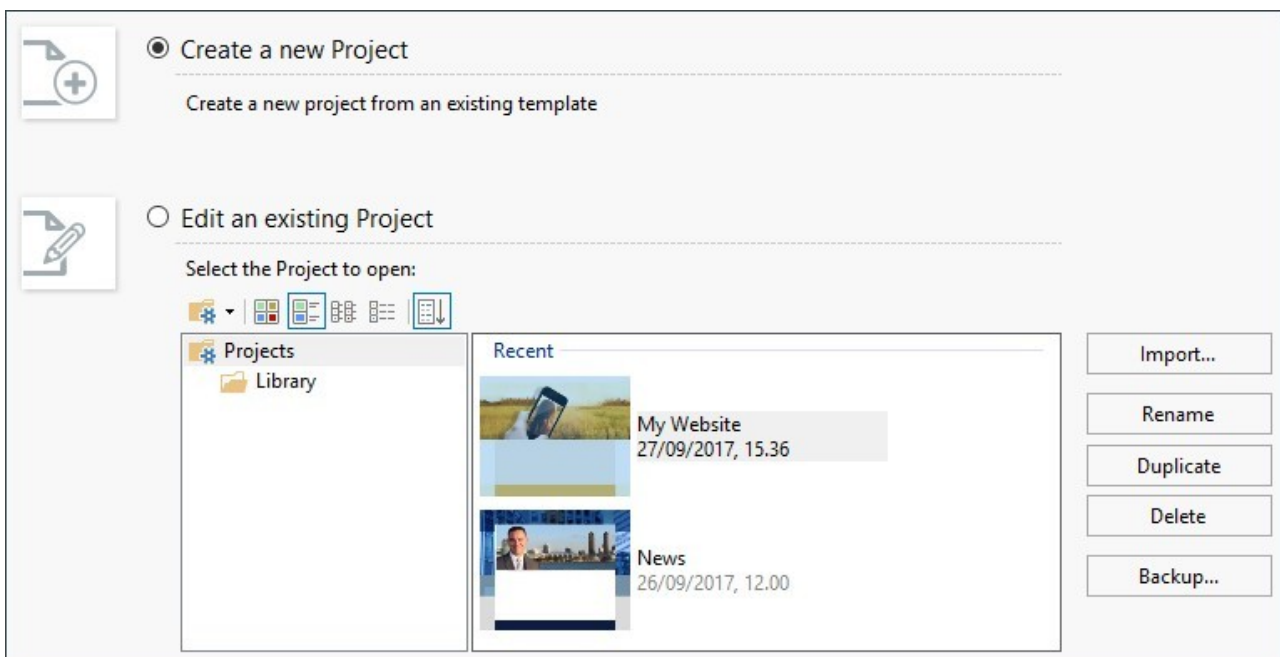 Create a new Project
Create a new project from an existing template
Edit an existing Project
Select the Project to open:
Projects
Library
Recent
My Website
27/09/2017, 15.36
News
26/09/2017, 12.00
Import...
Rename
Duplicate
Delete
Backup...